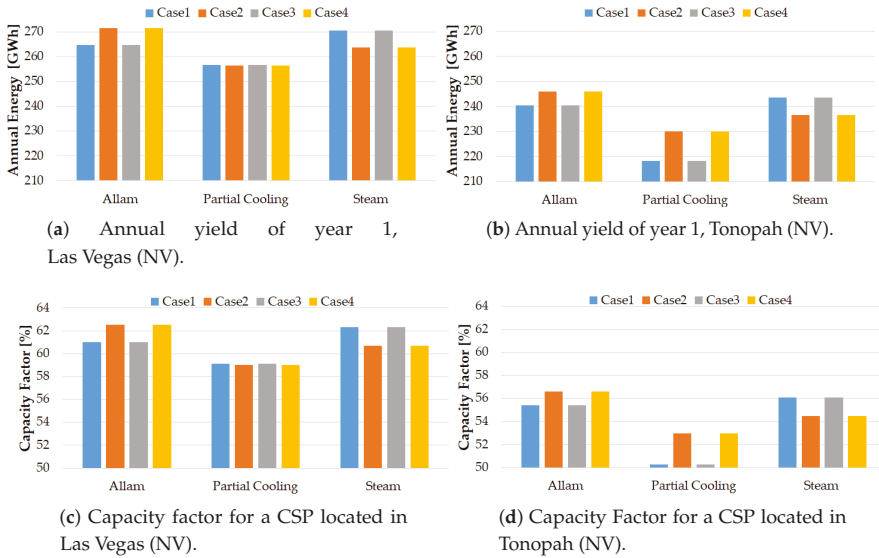 Case1 Case2 Case3 Case4
Annual Energy [GWh]
270
260
250
240
230
220
210
Allam Partial Cooling Steam
(a) Annual yield of year 1,
Las Vegas (NV).
Case1 Case2 Case3 Case4
Annual Energy [GWh]
270
260
250
240
230
220
210
Allam Partial Cooling Steam
(b) Annual yield of year 1, Tonopah (NV).
Case1 Case2 Case3 Case4
Capacity Factor [%]
64
62
60
58
56
54
52
50
Allam Partial Cooling Steam
(c) Capacity factor for a CSP located in
Las Vegas (NV).
Case1 Case2 Case3 Case4
Capacity Factor [%]
64
62
60
58
56
54
52
50
Allam Partial Cooling Steam
(d) Capacity Factor for a CSP located in
Tonopah (NV).